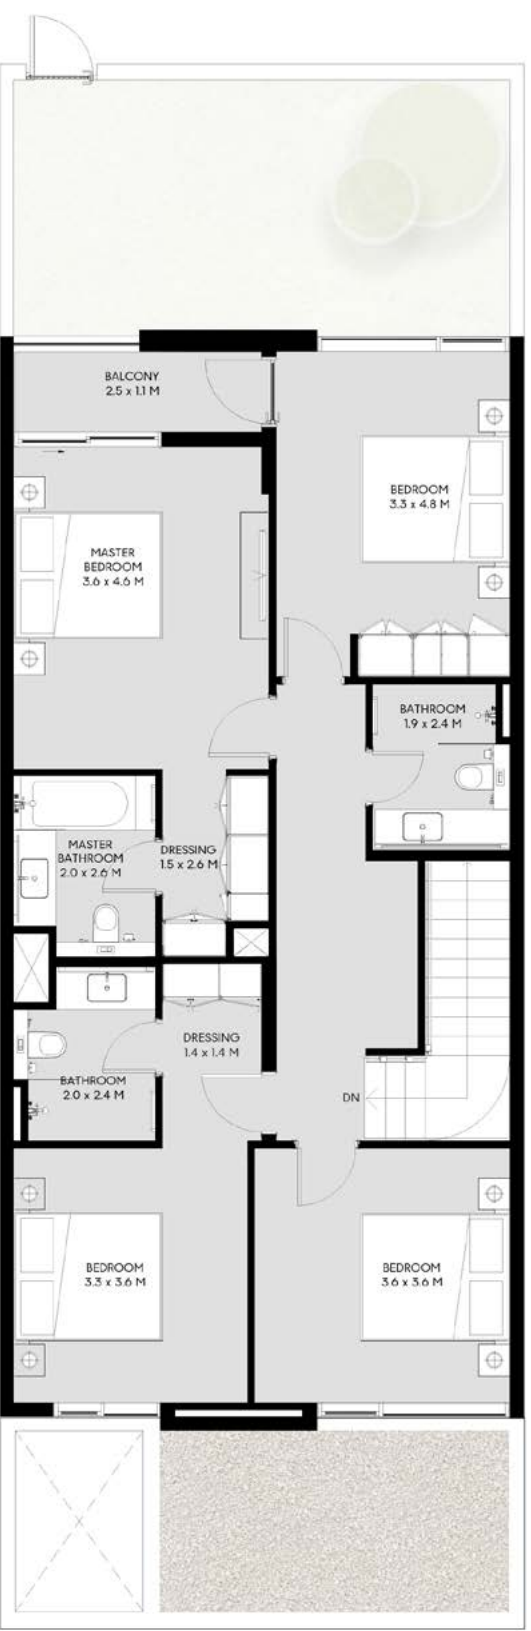 BALCONY
2.5 x 1.1 M
BEDROOM
3.3 x 4.8 M
MASTER
BEDROOM
3.6 x 4.6 M
BATHROOM
1.9 x 2.4 M
MASTER
BATHROOM
2.0 x 2.6 M
DRESSING
1.5 x 2.6 M
DRESSING
1.4 x 1.4 M
BATHROOM
2.0 x 2.4 M
DN
BEDROOM
3.3 x 3.6 M
BEDROOM
3.6 x 3.6 M